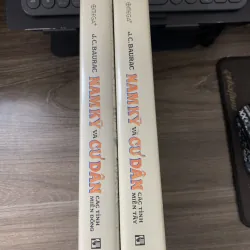 J.C. BAURAC
NAM KỲ
VÀ
CƯ DÂN
CÁC TỈNH
MIỀN ĐÔNG
J.C. BAURAC
NAM KỲ
VÀ
CƯ DÂN
CÁC TỈNH
MIỀN TÂY